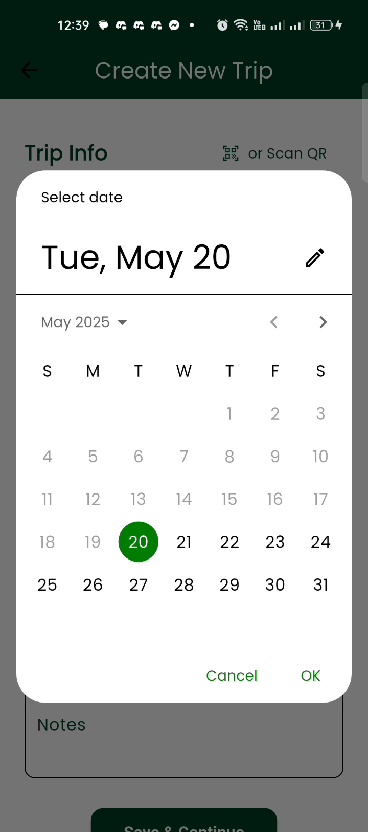 12:39
Vo LTE2 31
Create New Trip
Trip Info or Scan QR
Select date
Tue, May 20
May 2025
S M T W T F S
1 2 3
4 5 6 7 8 9 10
11 12 13 14 15 16 17
18 19 20 21 22 23 24
25 26 27 28 29 30 31
Cancel OK
Notes
Save & Continue